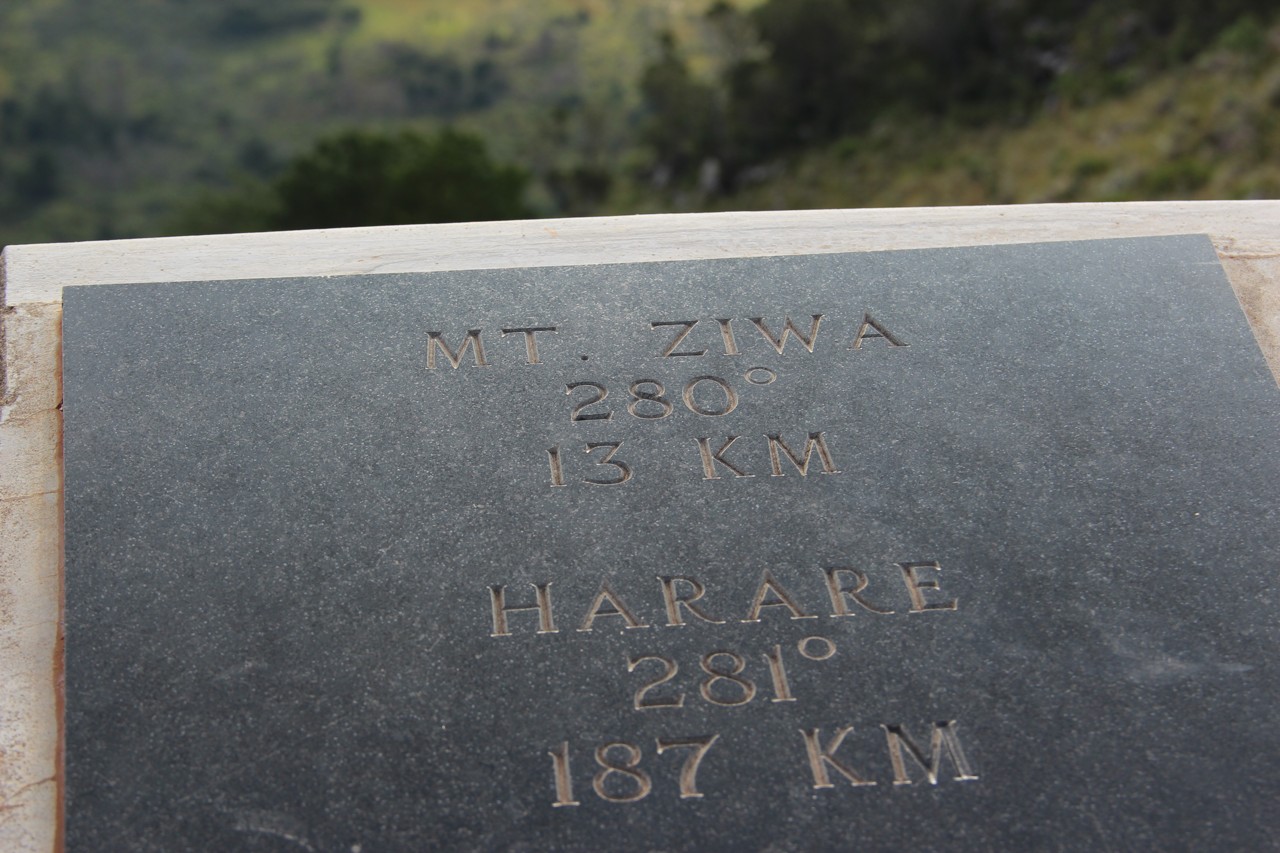 MT. ZIWA
280°
13 KM
HARARE
281°
187 KM